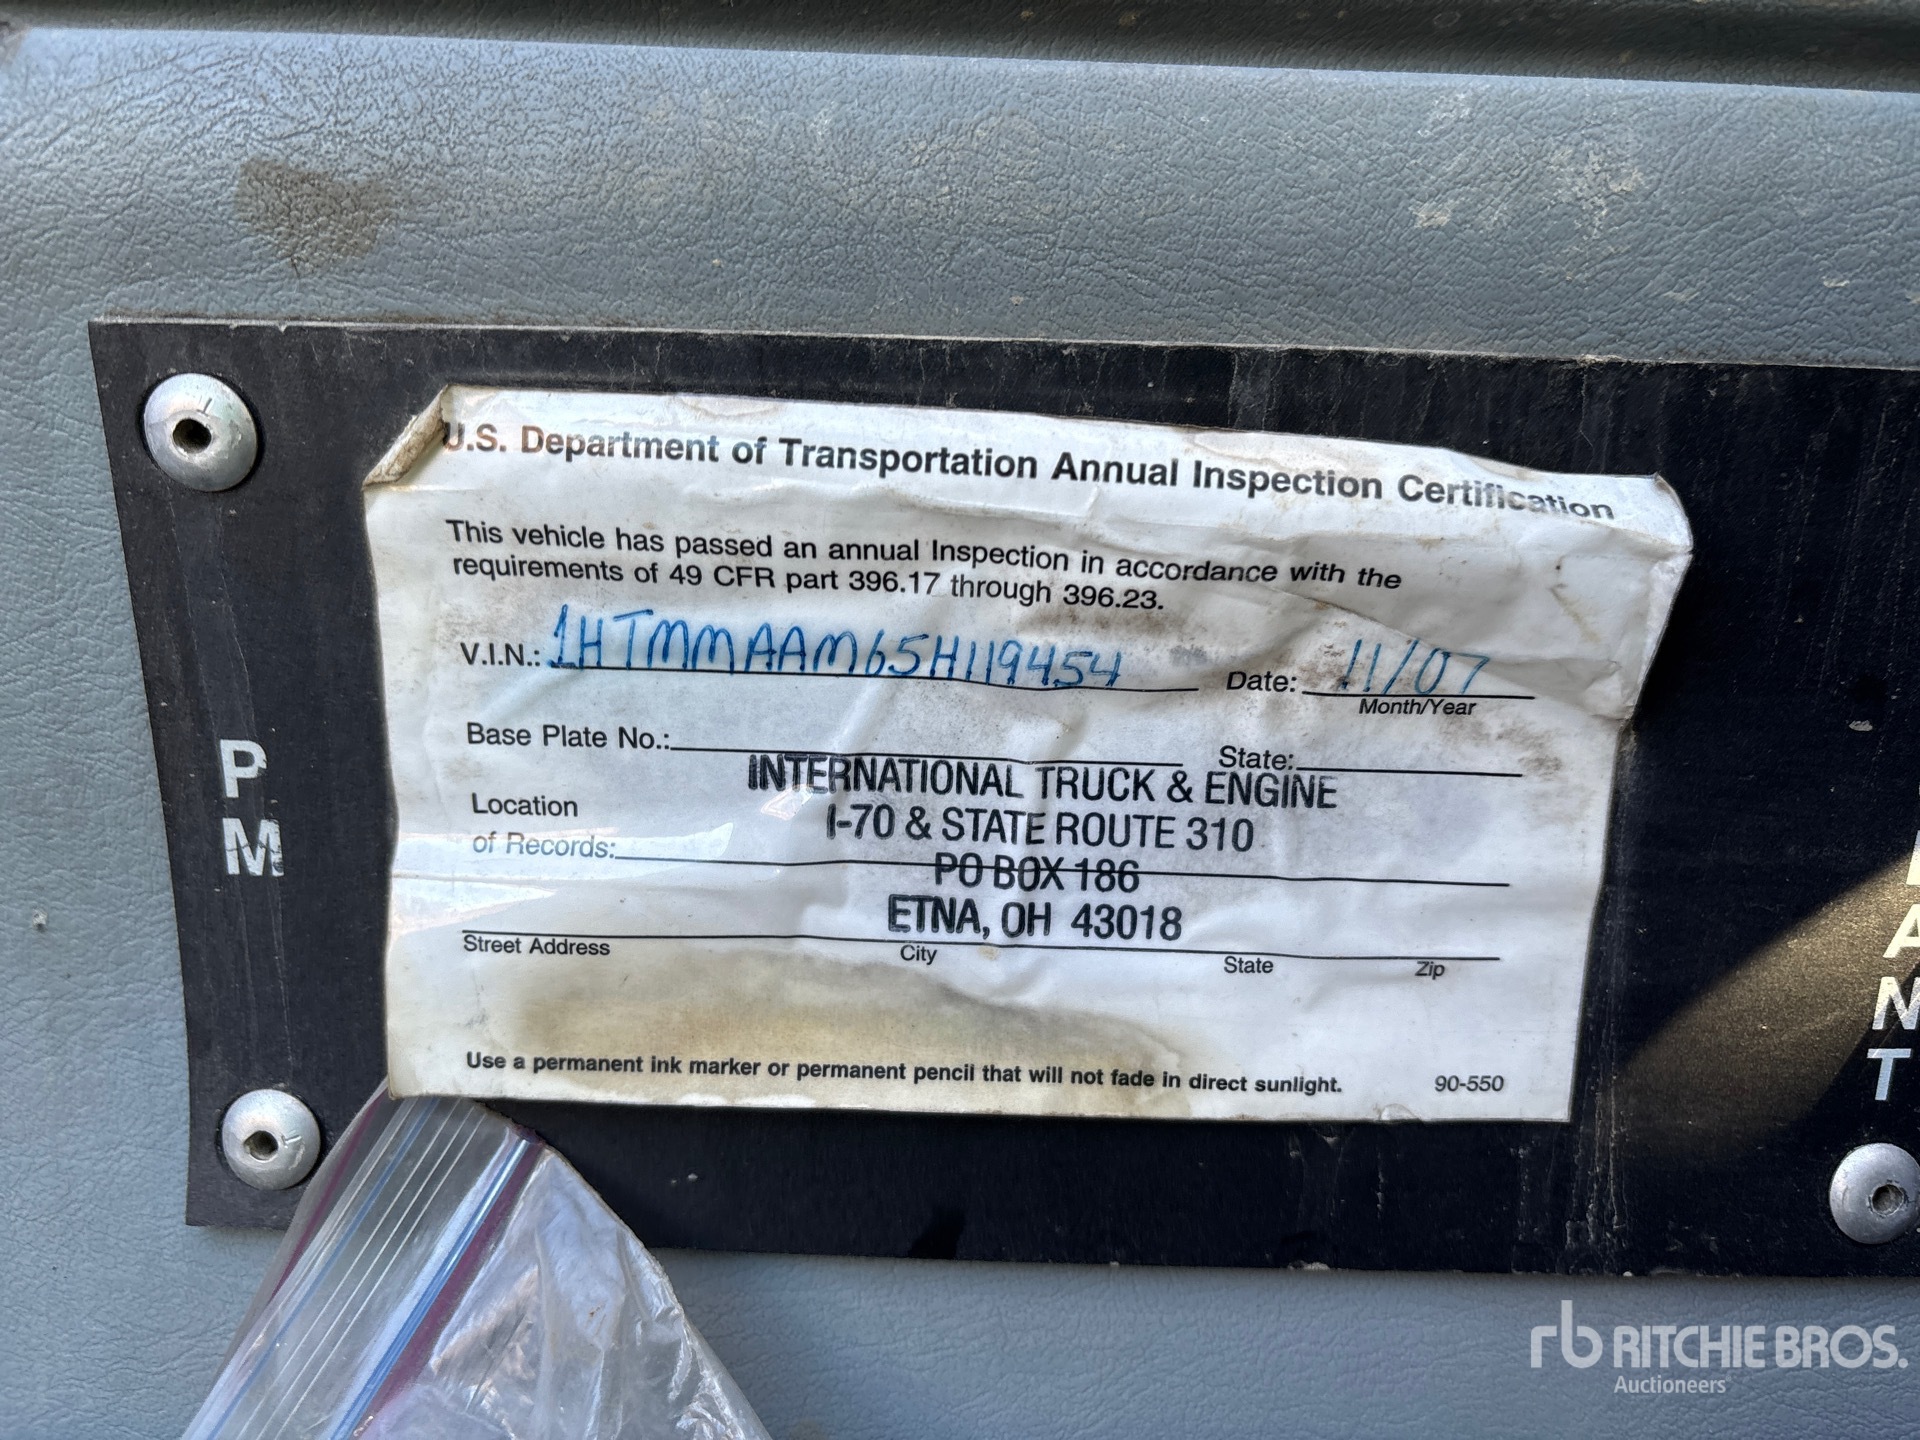 U.S. Department of Transportation Annual Inspection Certification
This vehicle has passed an annual Inspection in accordance with the
requirements of 49 CFR part 396.17 through 396.23.
V.I.N.: 1HTMMAAM65H119454 Date: 11/07
Month/Year
Base Plate No.: State:
INTERNATIONAL TRUCK & ENGINE
Location
I-70 & STATE ROUTE 310
of Records:
PO BOX 186
ETNA, OH 43018
Street Address City State Zip
Use a permanent ink marker or permanent pencil that will not fade in direct sunlight. 90-550
P
M
A
N
T
rb RITCHIE BROS.
Auctioneers